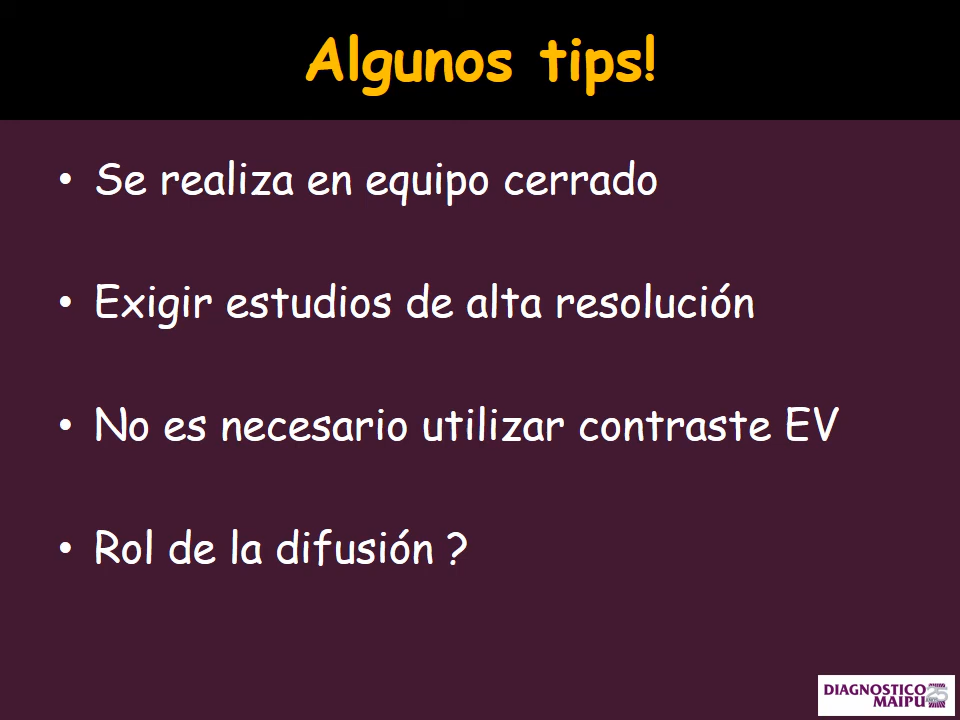 Algunos tips!
• Se realiza en equipo cerrado
• Exigir estudios de alta resolución
• No es necesario utilizar contraste EV
• Rol de la difusión ?
DIAGNOSTICO
MAIPU 25